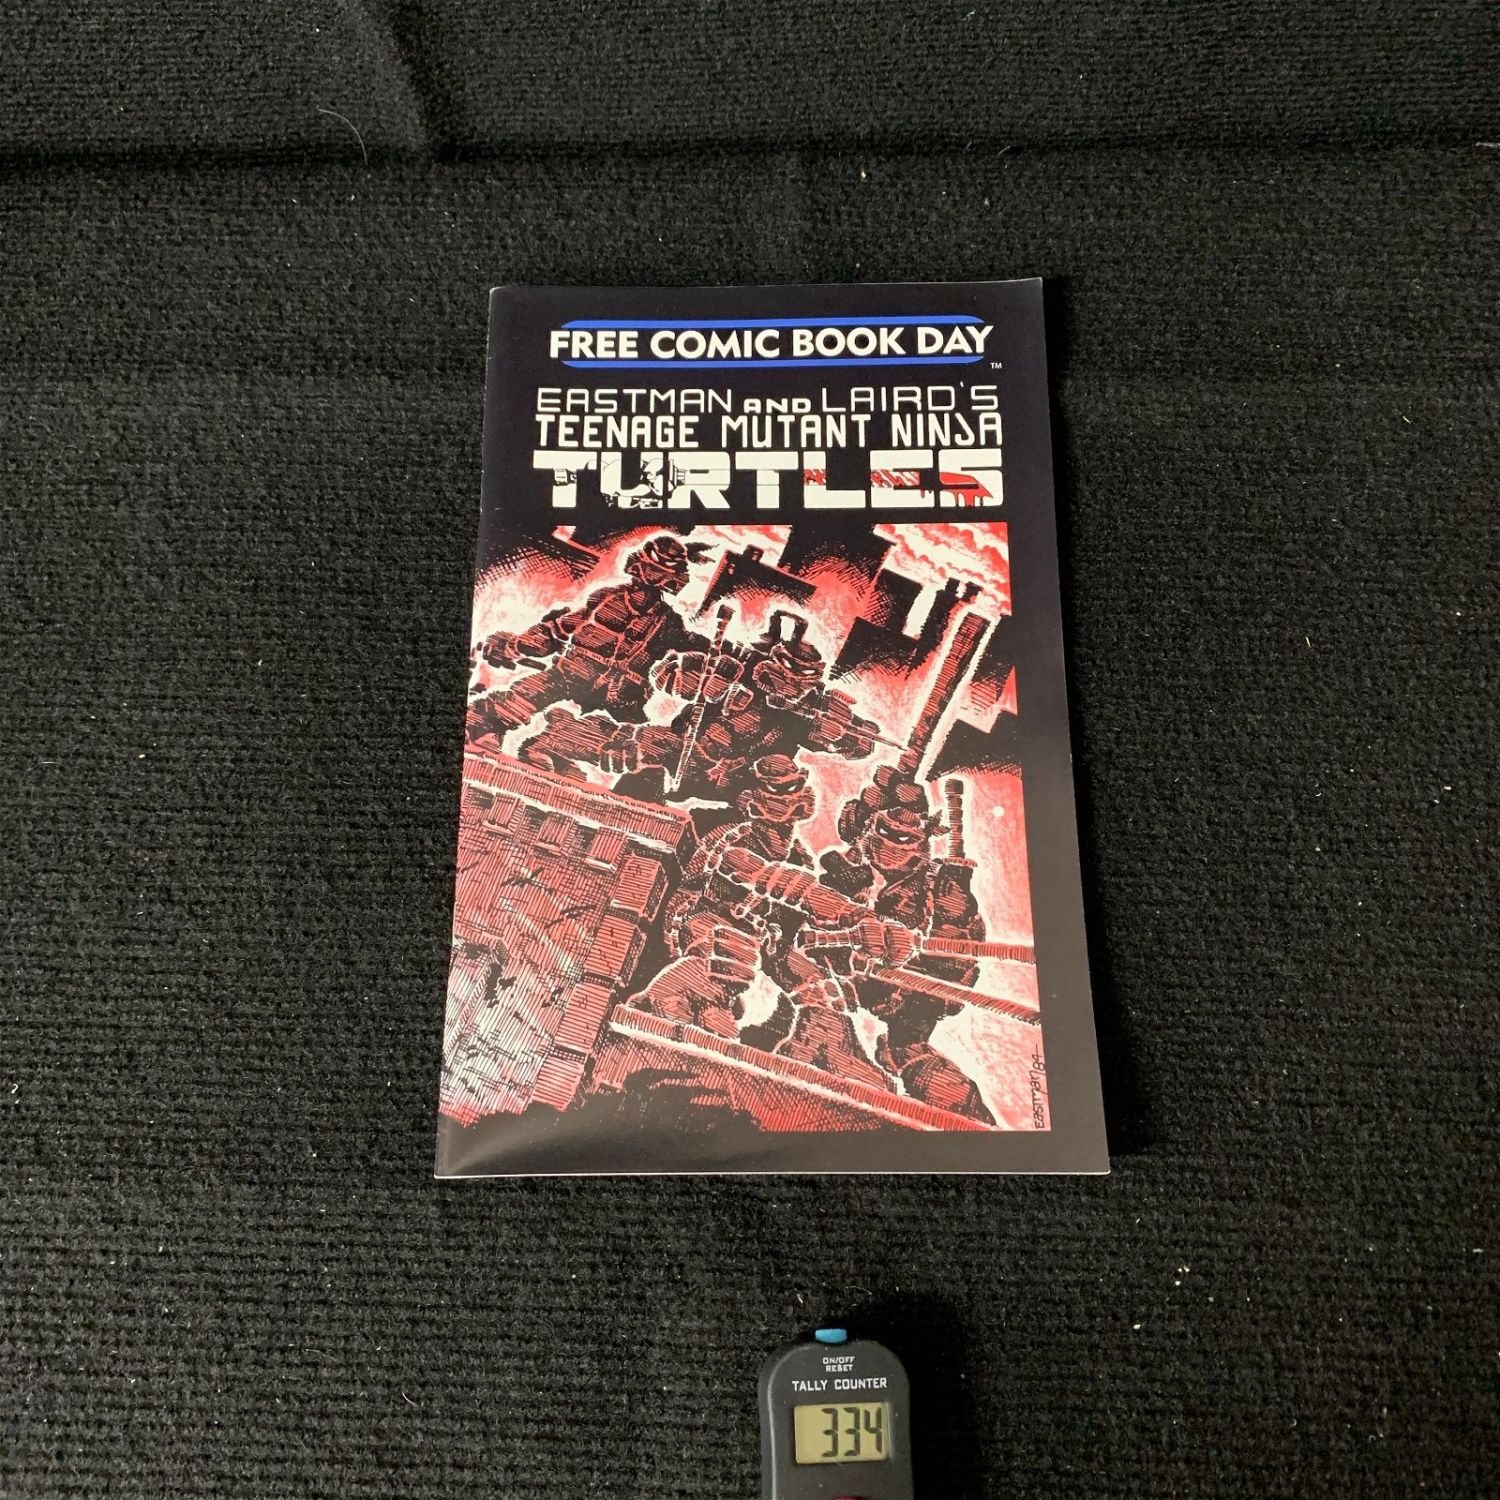 FREE COMIC BOOK DAY
TM
EASTMAN AND LAIRD'S
TEENAGE MUTANT NINJA
TURTLES
EASTMAN 84
ON/OFF
RESET
TALLY COUNTER
334